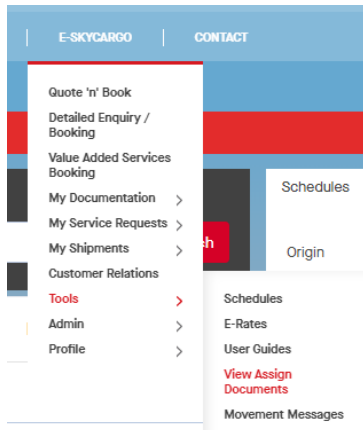 E-SKYCARGO
CONTACT
Quote 'n' Book
Detailed Enquiry /
Booking
Value Added Services
Booking
My Documentation
My Service Requests
My Shipments
Customer Relations
Tools
Admin
Profile
Schedules
Origin
Schedules
E-Rates
User Guides
View Assign
Documents
Movement Messages